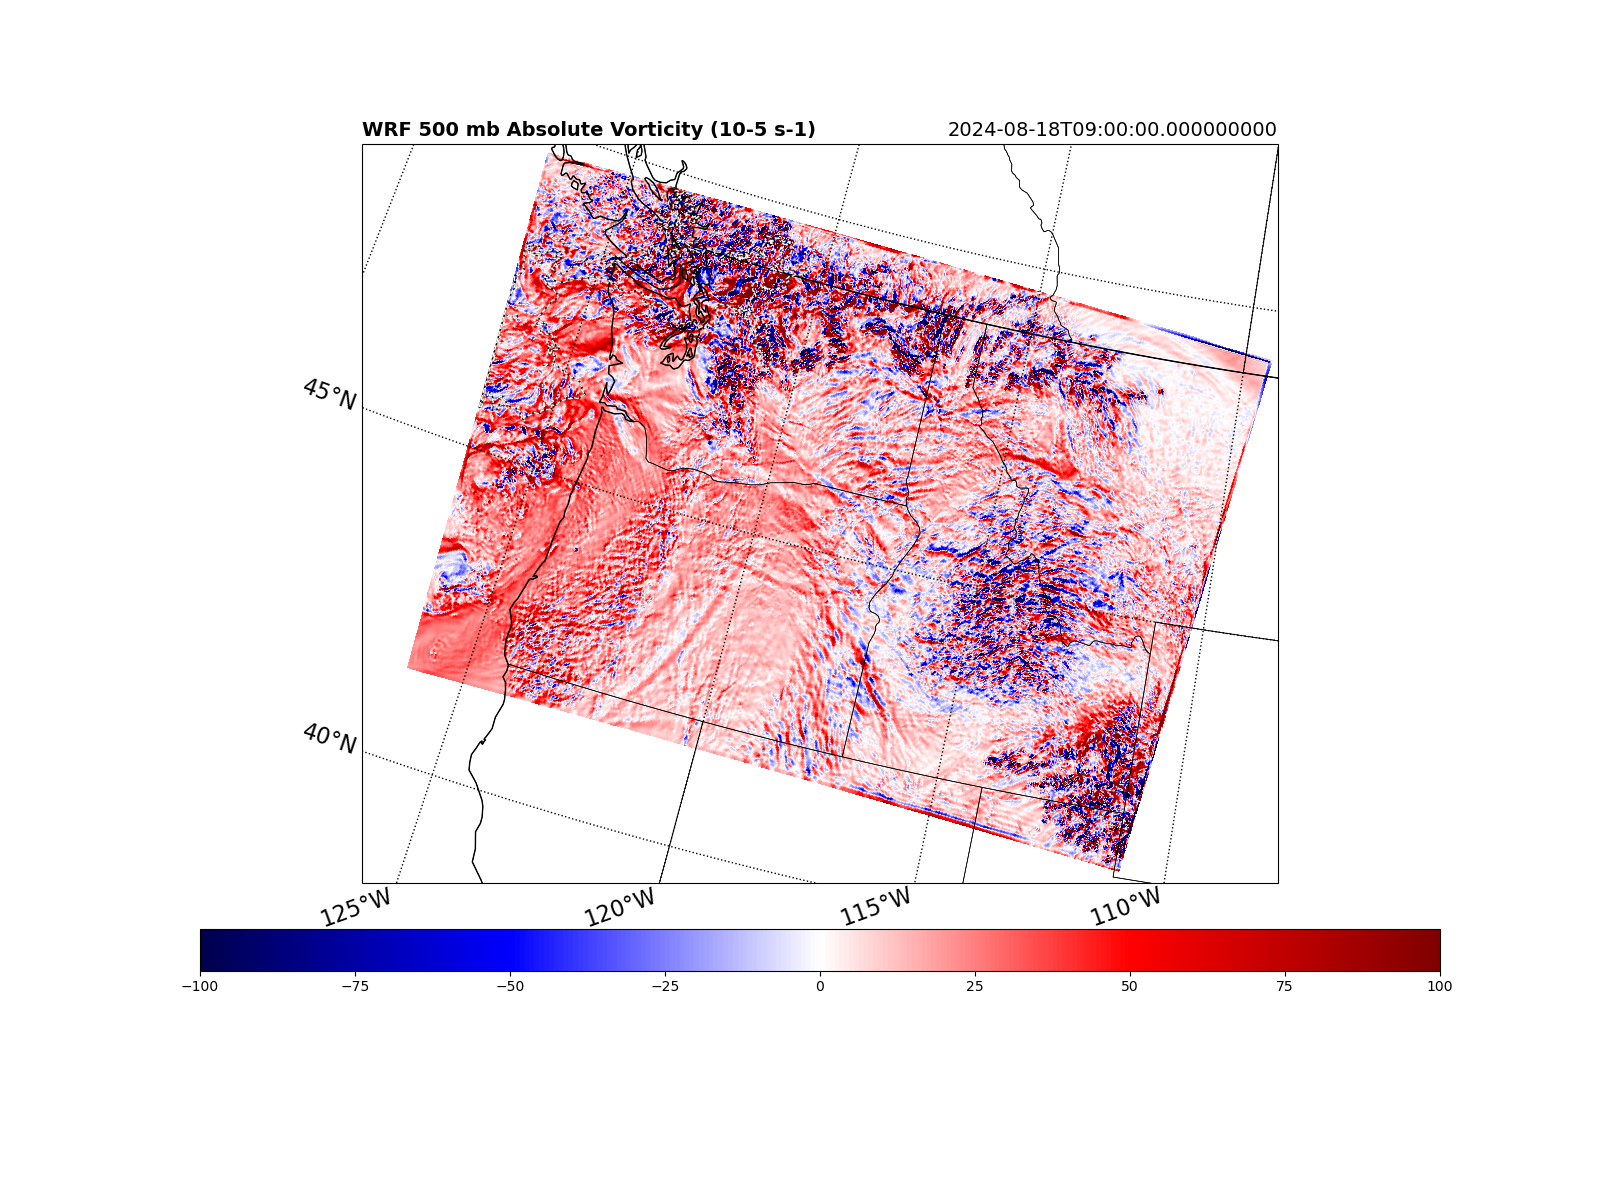 WRF 500 mb Absolute Vorticity (10-5 s-1) 2024-08-18T09:00:00.000000000
45°N
40°N
125°W 120°W 115°W 110°W
−100 −75 −50 −25 0 25 50 75 100